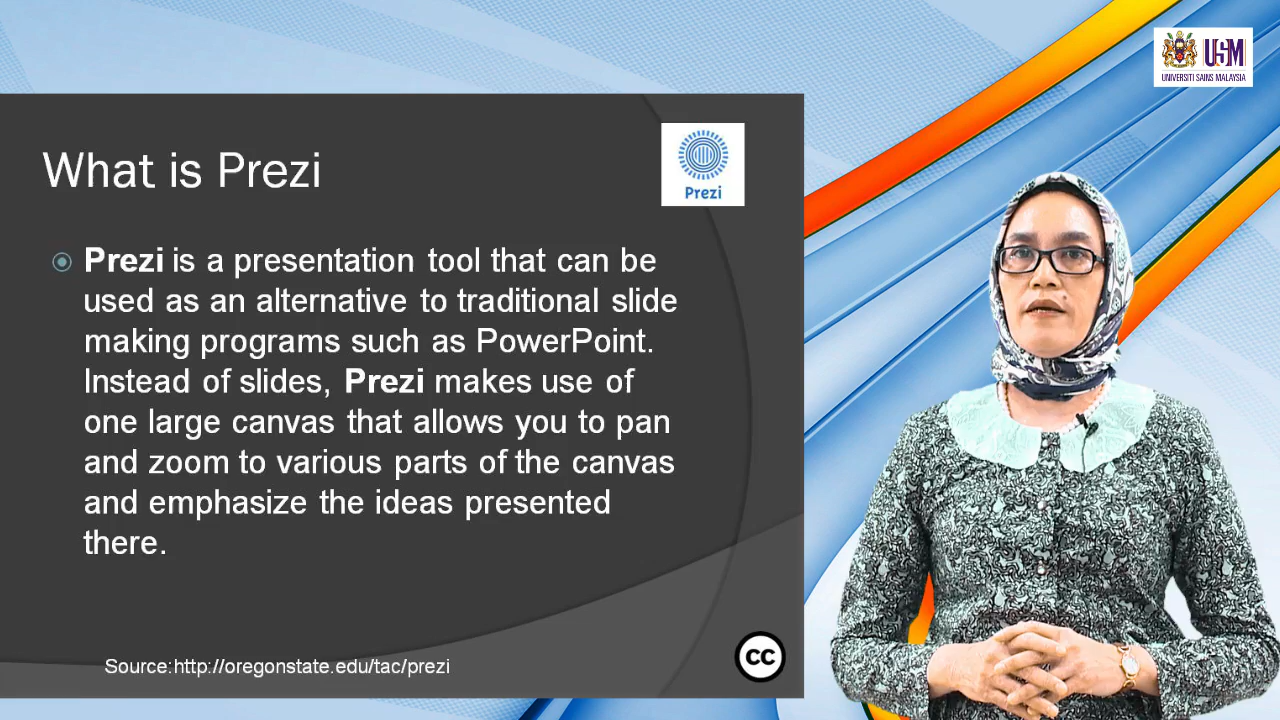 USM
UNIVERSITI SAINS MALAYSIA
What is Prezi
Prezi
Prezi is a presentation tool that can be
used as an alternative to traditional slide
making programs such as PowerPoint.
Instead of slides, Prezi makes use of
one large canvas that allows you to pan
and zoom to various parts of the canvas
and emphasize the ideas presented
there.
Source:http://oregonstate.edu/tac/prezi
cc